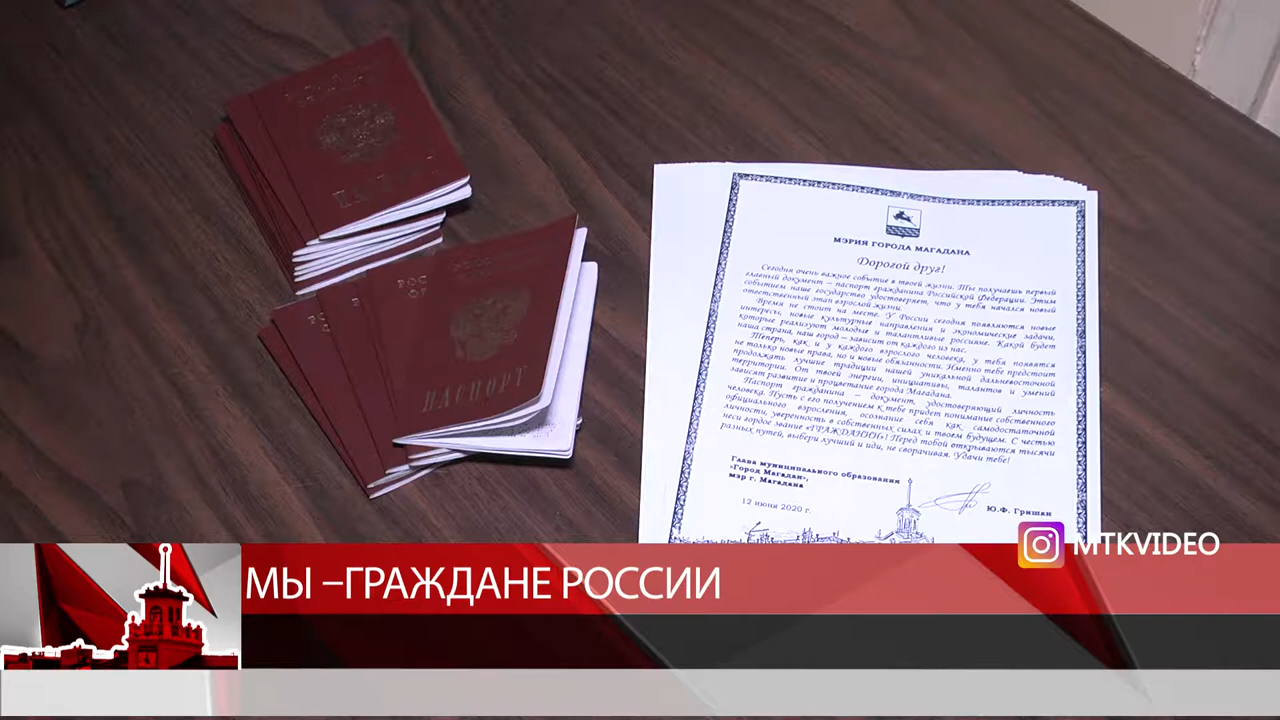 РОС
ПАСПОРТ
МЭРИЯ ГОРОДА МАГАДАНА
Дорогой друг!
Сегодня очень важное событие в твоей жизни. Ты получаешь первый
главный документ – паспорт гражданина Российской Федерации. Этим
событием наше государство удостоверяет, что у тебя начался новый
ответственный этап взрослой жизни.
Время не стоит на месте. У России сегодня появляются новые
интересы, новые культурные направления и экономические задачи,
которые реализуют молодые и талантливые россияне. Какой будет
наша страна, наш город – зависит от каждого из нас.
Теперь, как и у каждого взрослого человека, у тебя появятся
не только новые права, но и новые обязанности. Именно тебе предстоит
продолжать лучшие традиции нашей уникальной дальневосточной
территории. От твоей энергии, инициативы, талантов и умений
зависят развитие и процветание города Магадана.
Паспорт гражданина – документ, удостоверяющий личность
человека. Пусть с его получением к тебе придет понимание собственного
официального взросления, осознание себя как самодостаточной
личности, уверенность в собственных силах и твоем будущем. С честью
неси гордое звание «ГРАЖДАНИН»! Перед тобой открываются тысячи
разных путей, выбери лучший и иди, не сворачивая. Удачи тебе!
Глава муниципального образования
«Город Магадан»,
мэр г. Магадана
Ю.Ф. Гришан
12 июня 2020 г.
MTKVIDEO
МЫ –ГРАЖДАНЕ РОССИИ